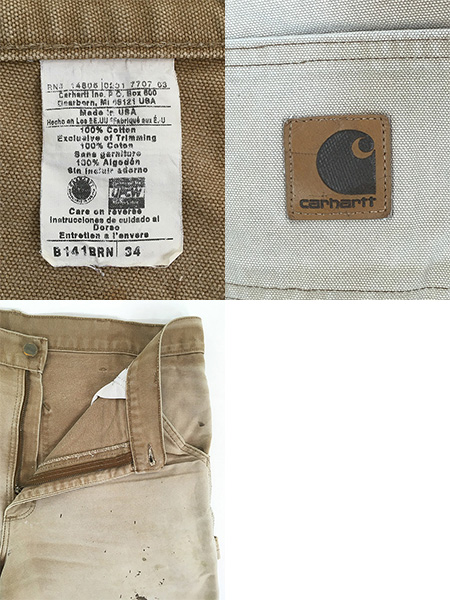 RN# 14806 0251 7707 03
Carhartt Inc. P.O. Box 600
Dearborn, MI 48121 USA
Made in USA
Hecho en Los EE.UU Fabriqué aux É.U
100% Cotton
Exclusive of Trimming
100% Coton
Sans garniture
100% Algodón
Sin incluir adorno
UFCW
Care on reverse
Instrucciones de cuidado al
Dorso
Entretien a l'envers
B141BRN 34
carhartt